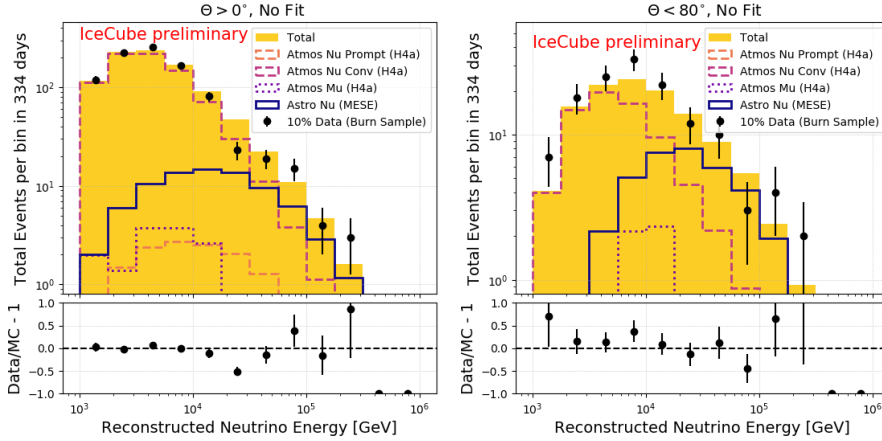 Θ > 0°, No Fit
IceCube preliminary
Total
Atmos Nu Prompt (H4a)
Atmos Nu Conv (H4a)
Atmos Mu (H4a)
Astro Nu (MESE)
10% Data (Burn Sample)
Total Events per bin in 334 days
10²
10¹
10⁰
Data/MC - 1
1.0
0.5
0.0
−0.5
−1.0
10³ 10⁴ 10⁵ 10⁶
Reconstructed Neutrino Energy [GeV]
Θ < 80°, No Fit
IceCube preliminary
Total
Atmos Nu Prompt (H4a)
Atmos Nu Conv (H4a)
Atmos Mu (H4a)
Astro Nu (MESE)
10% Data (Burn Sample)
Total Events per bin in 334 days
10¹
10⁰
Data/MC - 1
1.0
0.5
0.0
−0.5
−1.0
10³ 10⁴ 10⁵ 10⁶
Reconstructed Neutrino Energy [GeV]